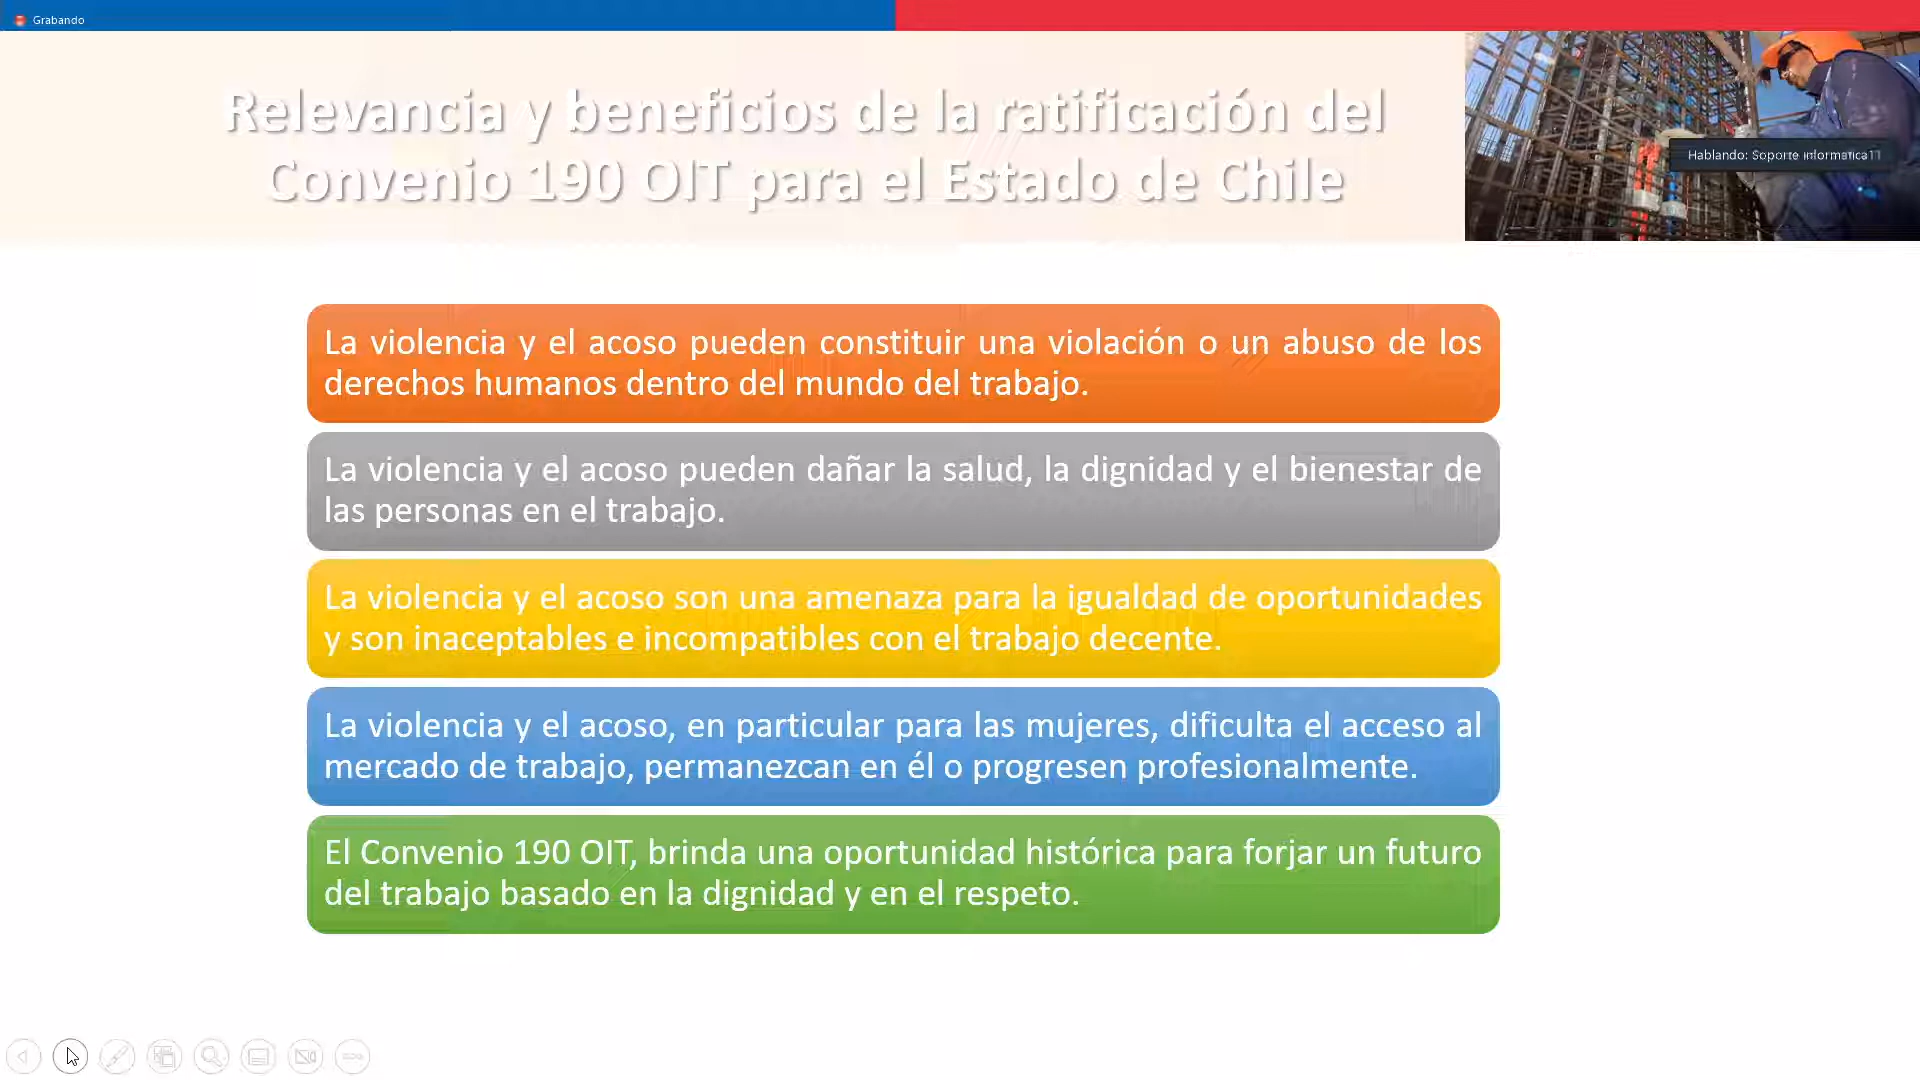 Grabando
Relevancia y beneficios de la ratificación del
Convenio 190 OIT para el Estado de Chile
Hablando: Soporte Informatica11
La violencia y el acoso pueden constituir una violación o un abuso de los
derechos humanos dentro del mundo del trabajo.
La violencia y el acoso pueden dañar la salud, la dignidad y el bienestar de
las personas en el trabajo.
La violencia y el acoso son una amenaza para la igualdad de oportunidades
y son inaceptables e incompatibles con el trabajo decente.
La violencia y el acoso, en particular para las mujeres, dificulta el acceso al
mercado de trabajo, permanezcan en él o progresen profesionalmente.
El Convenio 190 OIT, brinda una oportunidad histórica para forjar un futuro
del trabajo basado en la dignidad y en el respeto.